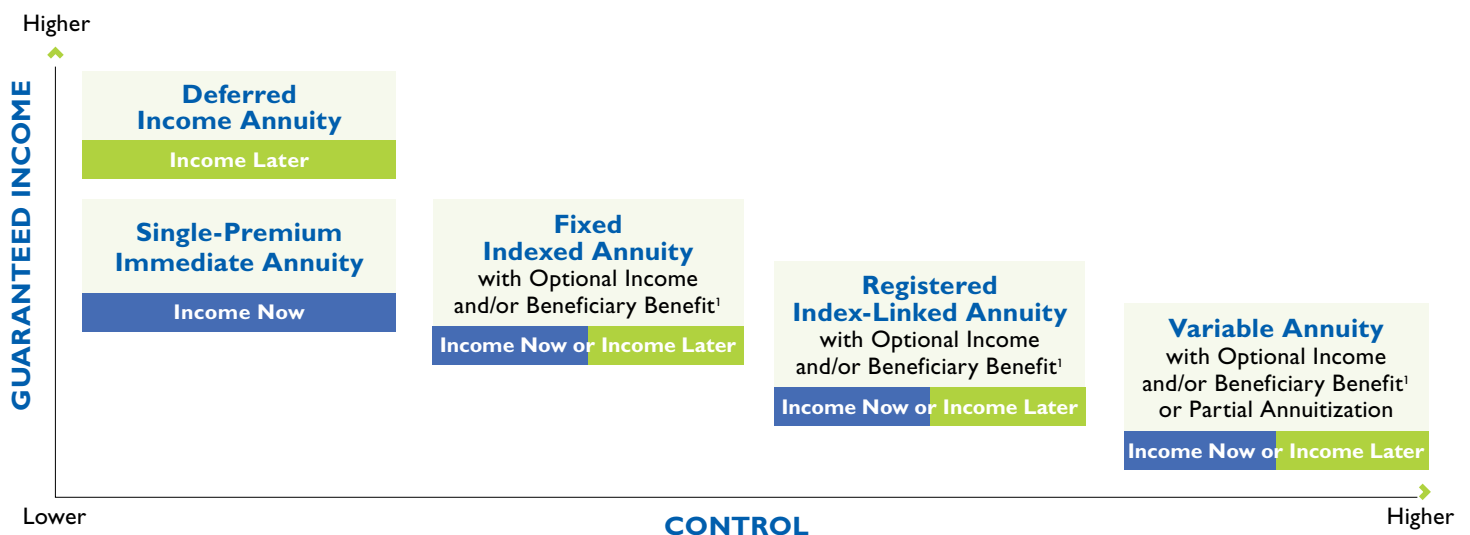 Higher
GUARANTEED INCOME
Deferred
Income Annuity
Income Later
Single-Premium
Immediate Annuity
Income Now
Fixed
Indexed Annuity
with Optional Income
and/or Beneficiary Benefit¹
Income Now or Income Later
Registered
Index-Linked Annuity
with Optional Income
and/or Beneficiary Benefit¹
Income Now or Income Later
Variable Annuity
with Optional Income
and/or Beneficiary Benefit¹
or Partial Annuitization
Income Now or Income Later
Lower
CONTROL
Higher